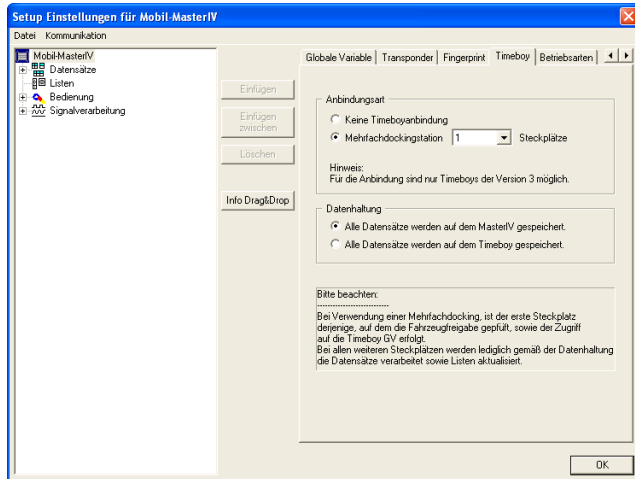 Setup Einstellungen für Mobil-MasterIV
Datei Kommunikation
Mobil-MasterIV
Datensätze
Listen
Bedienung
Signalverarbeitung
Einfügen
Einfügen
zwischen
Löschen
Info Drag&Drop
Globale Variable Transponder Fingerprint Timeboy Betriebsarten
Anbindungsart
Keine Timeboyanbindung
Mehrfachdockingstation 1 Steckplätze
Hinweis:
Für die Anbindung sind nur Timeboys der Version 3 möglich.
Datenhaltung
Alle Datensätze werden auf dem MasterIV gespeichert.
Alle Datensätze werden auf dem Timeboy gespeichert.
Bitte beachten:
--------------------------
Bei Verwendung einer Mehrfachdocking, ist der erste Steckplatz
derjenige, auf dem die Fahrzeugfreigabe gepfüft, sowie der Zugriff
auf die Timeboy GV erfolgt.
Bei allen weiteren Steckplätzen werden lediglich gemäß der Datenhaltung
die Datensätze verarbeitet sowie Listen aktualisiert.
OK